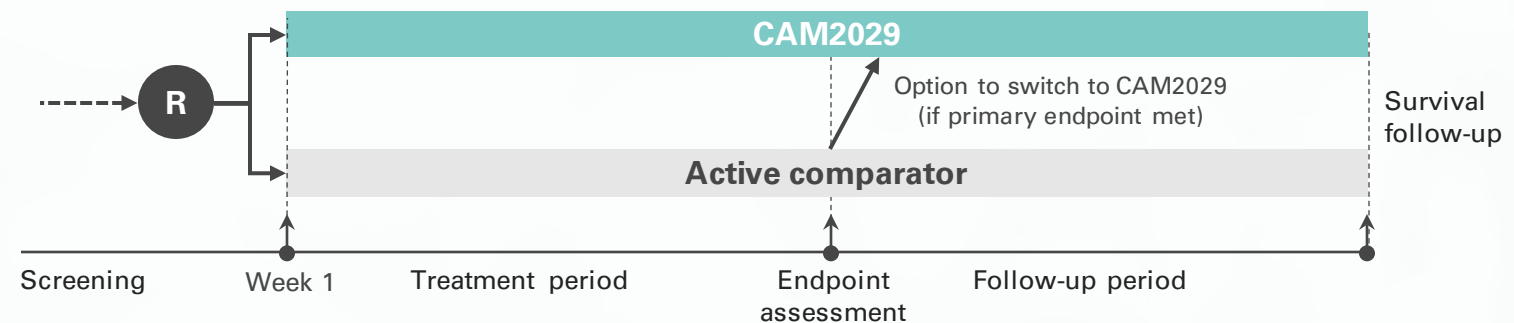 CAM2029
R
Option to switch to CAM2029
(if primary endpoint met)
Survival
follow-up
Active comparator
Screening
Week 1
Treatment period
Endpoint
assessment
Follow-up period